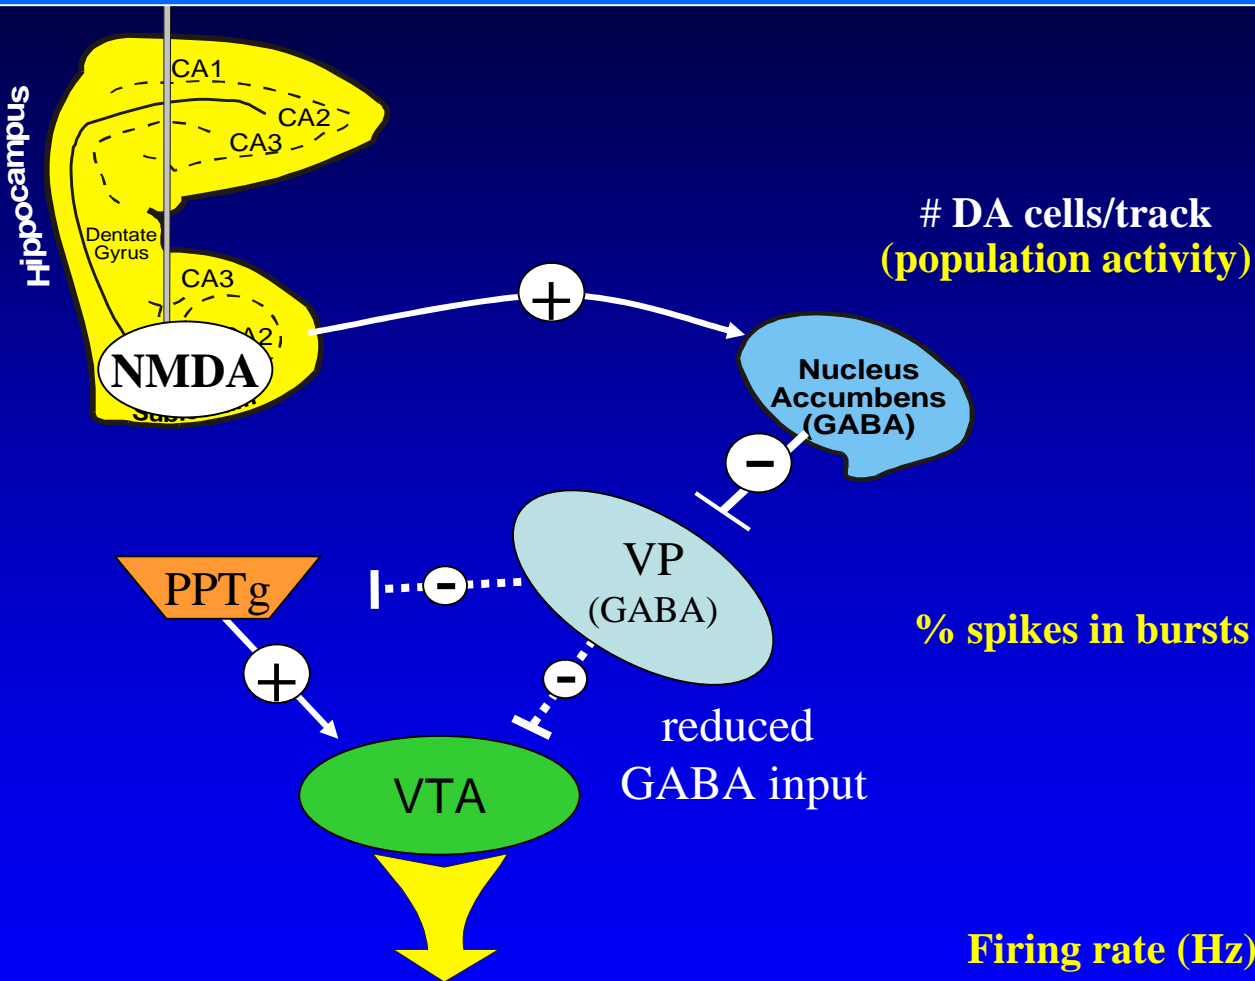 Hippocampus
CA1
CA2
CA3
Dentate
Gyrus
CA3
NMDA
# DA cells/track
(population activity)
+
Nucleus
Accumbens
(GABA)
-
VP
(GABA)
-
PPTg
+
-
% spikes in bursts
reduced
GABA input
VTA
Firing rate (Hz)